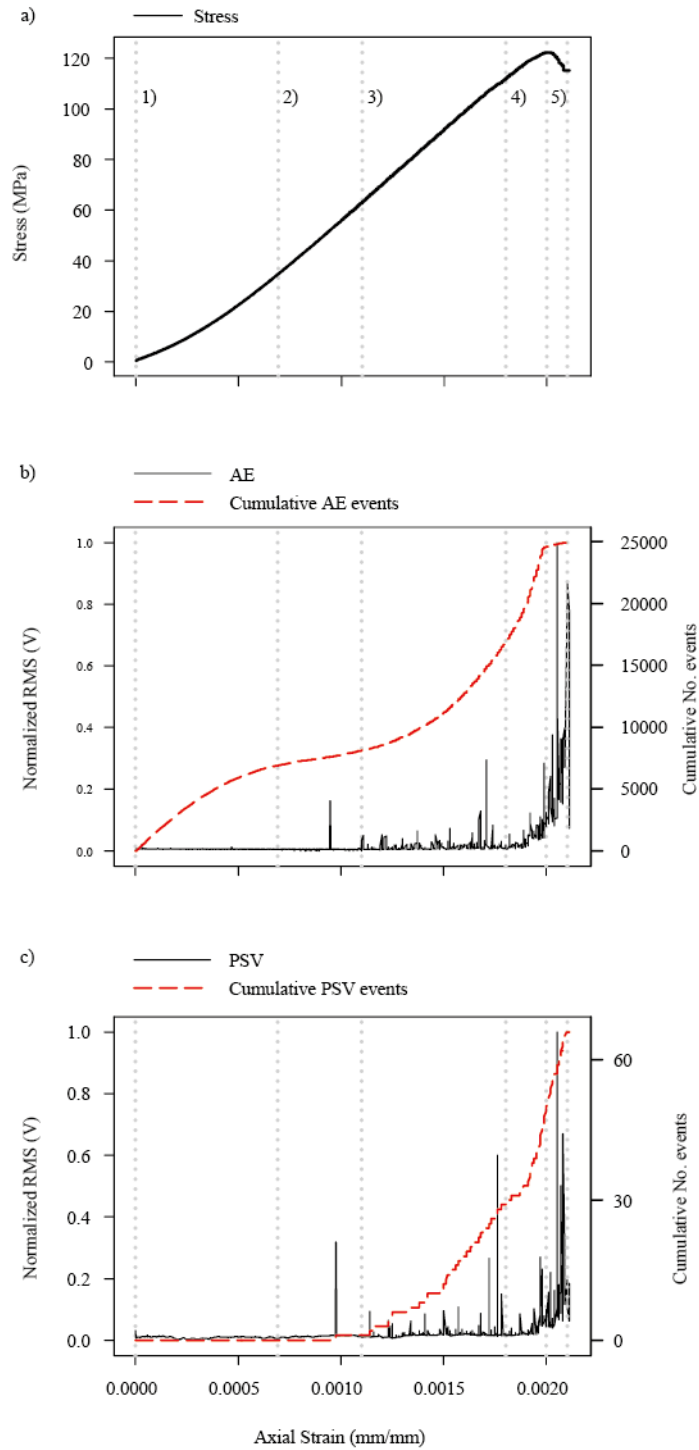 a)
Stress
120
100
80
60
40
20
0
Stress (MPa)
1)
2)
3)
4)
5)
b)
AE
Cumulative AE events
1.0
0.8
0.6
0.4
0.2
0.0
Normalized RMS (V)
25000
20000
15000
10000
5000
0
Cumulative No. events
c)
PSV
Cumulative PSV events
1.0
0.8
0.6
0.4
0.2
0.0
Normalized RMS (V)
60
30
0
Cumulative No. events
0.0000 0.0005 0.0010 0.0015 0.0020
Axial Strain (mm/mm)